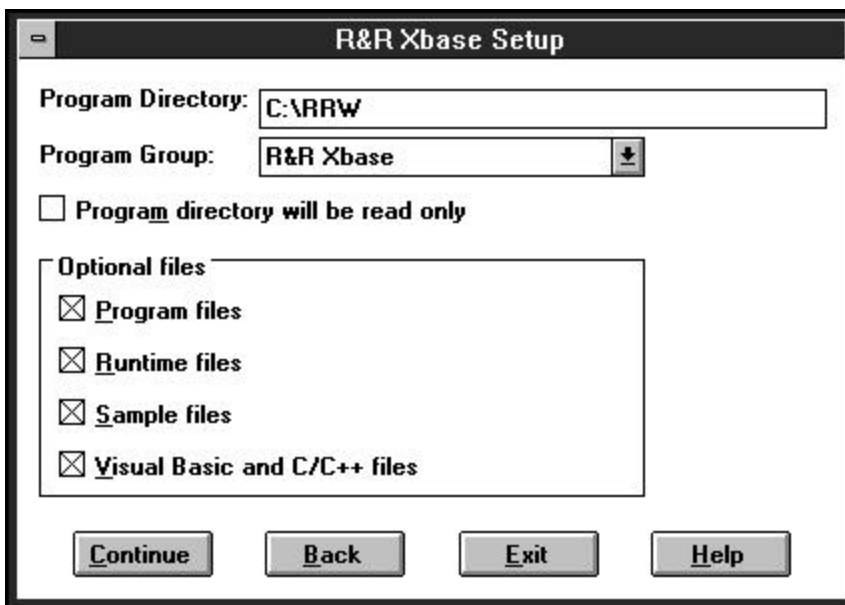 R&R Xbase Setup
Program Directory: C:\RRW
Program Group: R&R Xbase
Program directory will be read only
Optional files
Program files
Runtime files
Sample files
Visual Basic and C/C++ files
Continue Back Exit Help